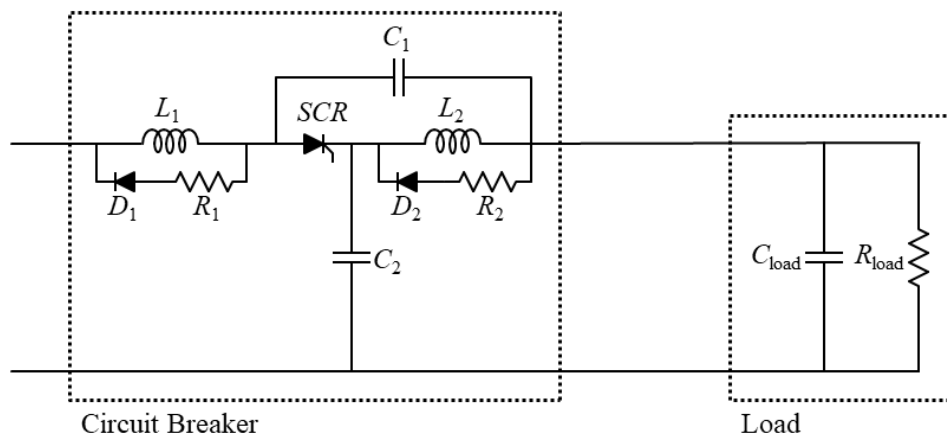 C1
L1
SCR
L2
D1
R1
D2
R2
C2
Cload
Rload
Circuit Breaker
Load